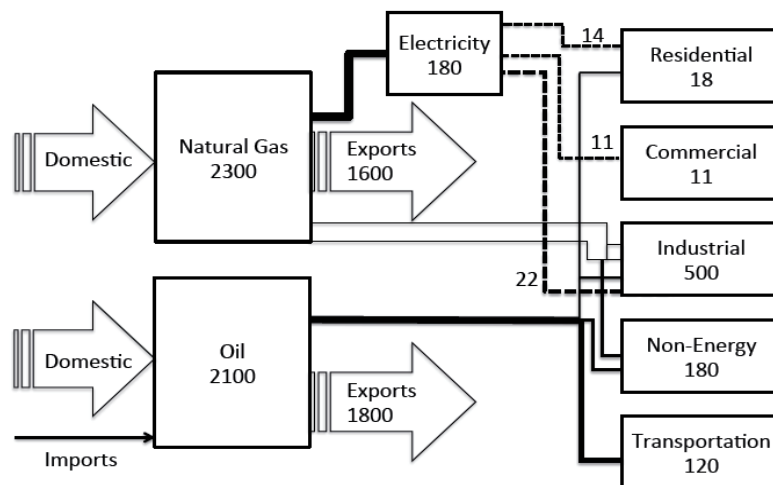 Electricity
180
14
Residential
18
Domestic
Natural Gas
2300
Exports
1600
11
Commercial
11
Industrial
500
22
Domestic
Oil
2100
Exports
1800
Non-Energy
180
Imports
Transportation
120